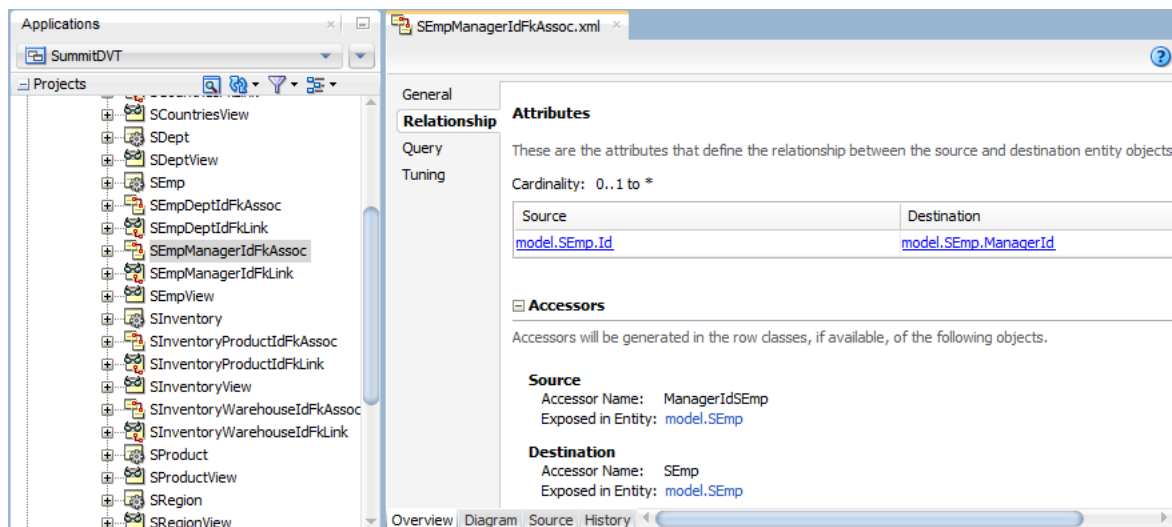 Applications
SummitDVT
Projects
SCountriesView
SDept
SDeptView
SEmp
SEmpDeptIdFkAssoc
SEmpDeptIdFkLink
SEmpManagerIdFkAssoc
SEmpManagerIdFkLink
SEmpView
SInventory
SInventoryProductIdFkAssoc
SInventoryProductIdFkLink
SInventoryView
SInventoryWarehouseIdFkAssoc
SInventoryWarehouseIdFkLink
SProduct
SProductView
SRegion
SRegionView
SEmpManagerIdFkAssoc.xml
General
Relationship
Query
Tuning
Attributes
These are the attributes that define the relationship between the source and destination entity objects
Cardinality: 0..1 to *
Source Destination
model.SEmp.Id model.SEmp.ManagerId
Accessors
Accessors will be generated in the row classes, if available, of the following objects.
Source
Accessor Name: ManagerIdSEmp
Exposed in Entity: model.SEmp
Destination
Accessor Name: SEmp
Exposed in Entity: model.SEmp
Overview Diagram Source History